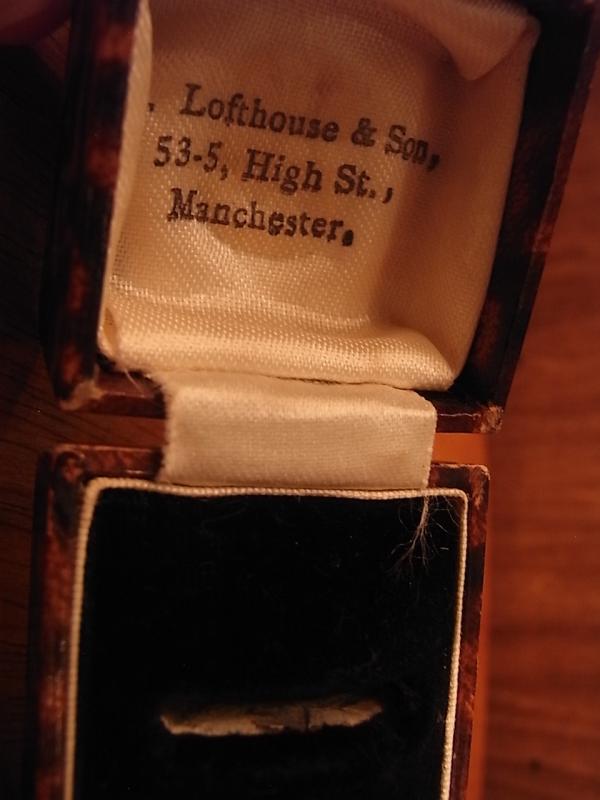 . Lofthouse & Son,
53-5, High St.,
Manchester.